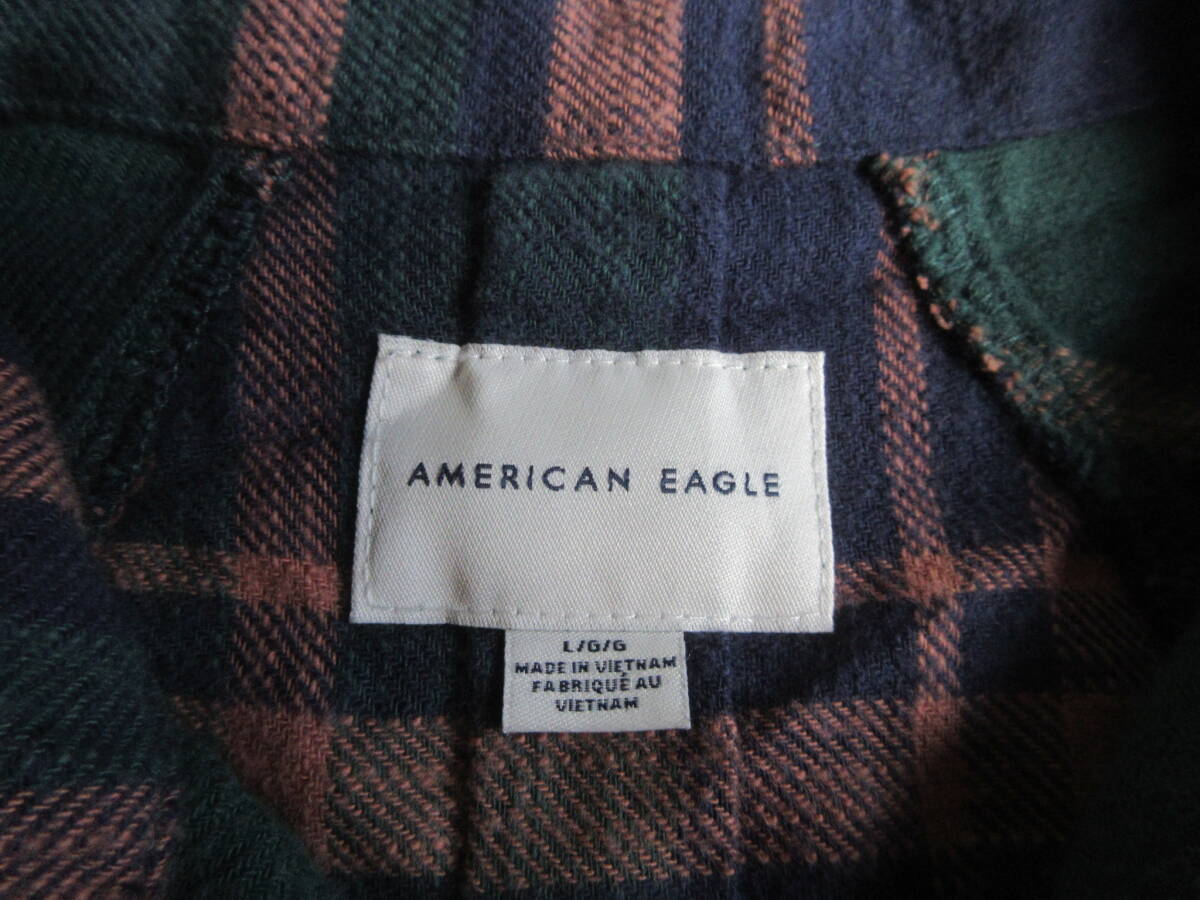 AMERICAN EAGLE
L/G/G
MADE IN VIETNAM
FABRIQUÉ AU
VIETNAM